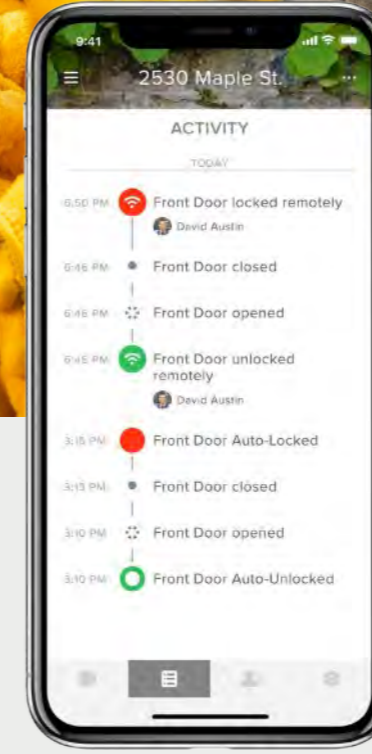 9:41
2530 Maple St.
ACTIVITY
TODAY
6:50 PM Front Door locked remotely
David Austin
6:46 PM Front Door closed
6:46 PM Front Door opened
6:45 PM Front Door unlocked
remotely
David Austin
3:15 PM Front Door Auto-Locked
Front Door closed
3:10 PM Front Door opened
3:10 PM Front Door Auto-Unlocked